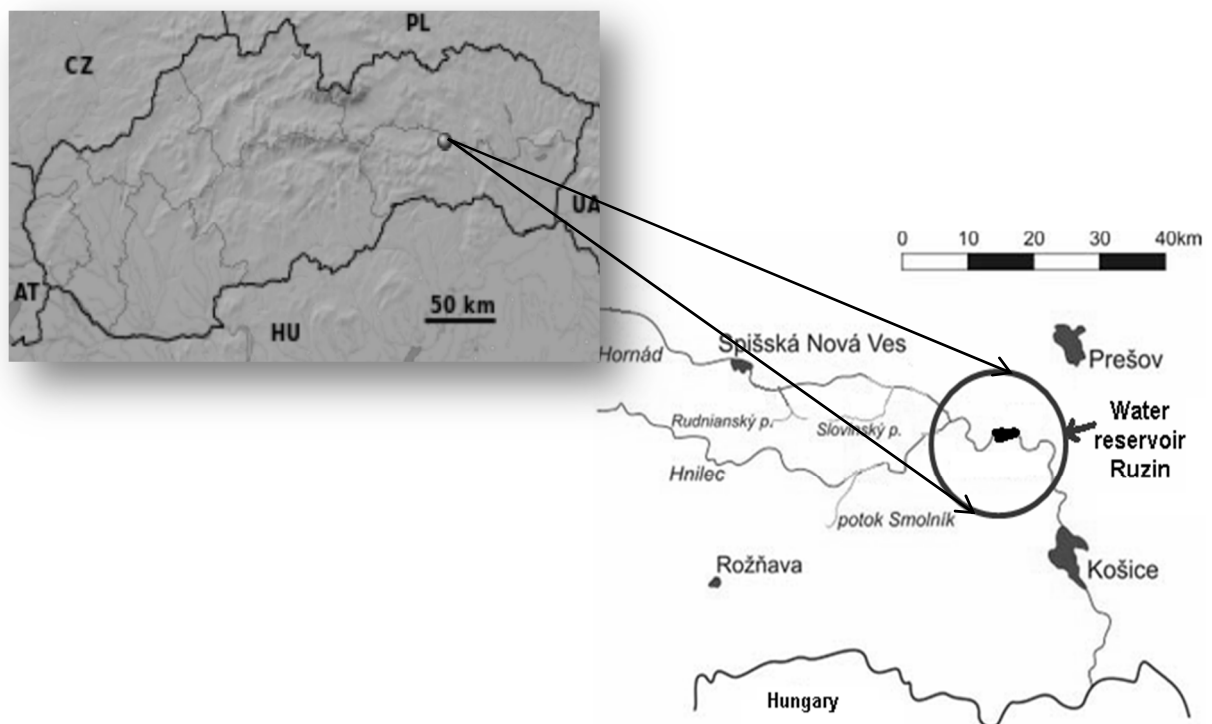 PL
CZ
UA
AT
50 km
HU
0 10 20 30 40km
Hornád
Spišská Nová Ves
Prešov
Rudnianský p.
Slovinský p.
Water
reservoir
Ruzin
Hnilec
potok Smolník
Rožňava
Košice
Hungary